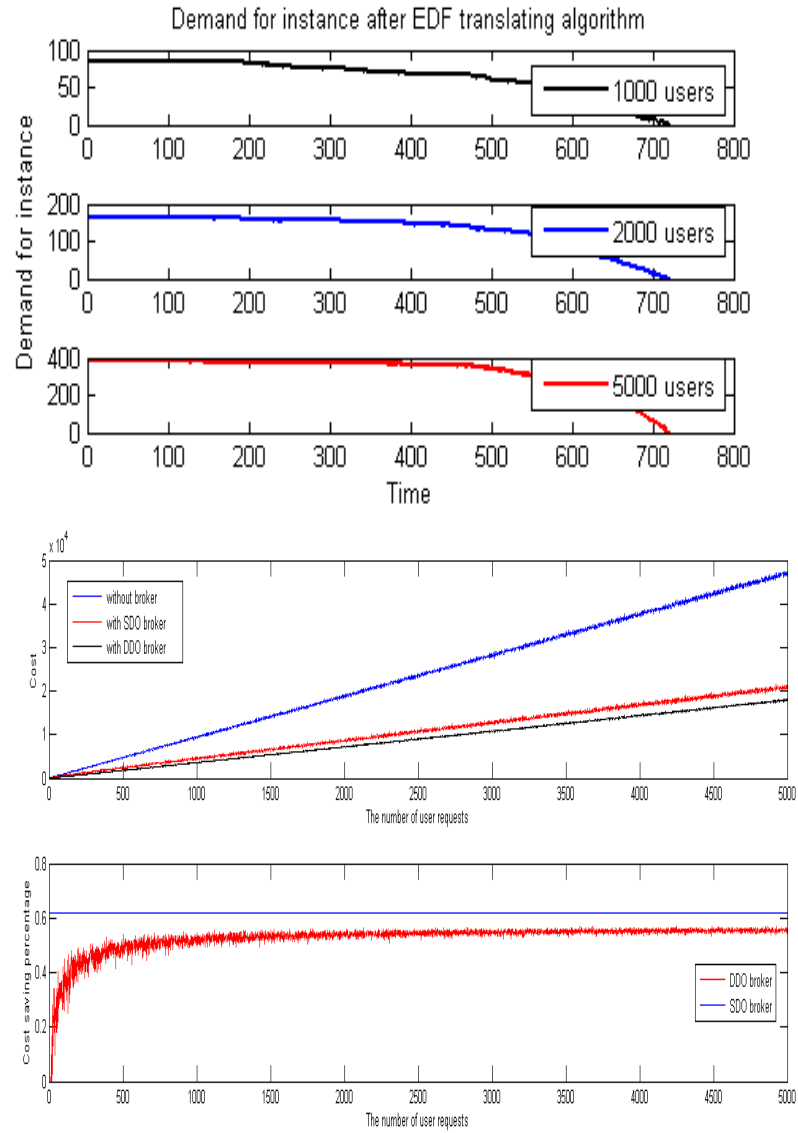 Demand for instance after EDF translating algorithm
100
50
0
1000 users
0 100 200 300 400 500 600 700 800
Demand for instance
200
100
0
2000 users
0 100 200 300 400 500 600 700 800
400
200
0
5000 users
0 100 200 300 400 500 600 700 800
Time
x 10^4
5
4
3
2
1
0
Cost
without broker
with SDO broker
with DDO broker
0 500 1000 1500 2000 2500 3000 3500 4000 4500 5000
The number of user requests
0.8
0.6
0.4
0.2
0
Cost saving percentage
DDO broker
SDO broker
0 500 1000 1500 2000 2500 3000 3500 4000 4500 5000
The number of user requests